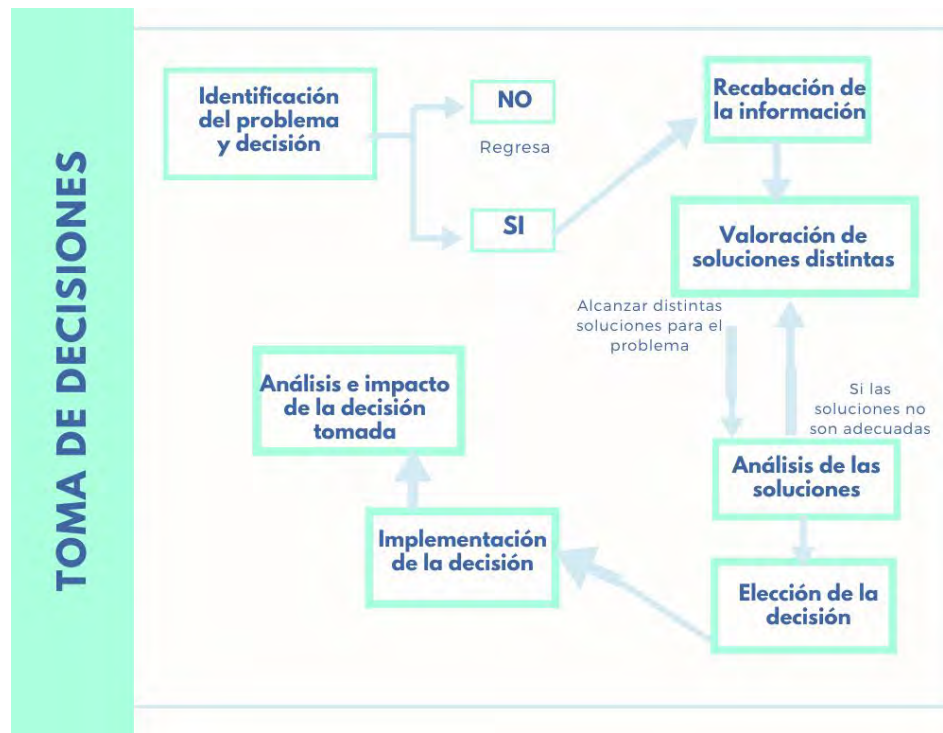 TOMA DE DECISIONES
Identificación
del problema
y decisión
NO
Regresa
SI
Recabación de
la información
Valoración de
soluciones distintas
Alcanzar distintas
soluciones para el
problema
Si las
soluciones no
son adecuadas
Análisis de las
soluciones
Elección de la
decisión
Implementación
de la decisión
Análisis e impacto
de la decisión
tomada